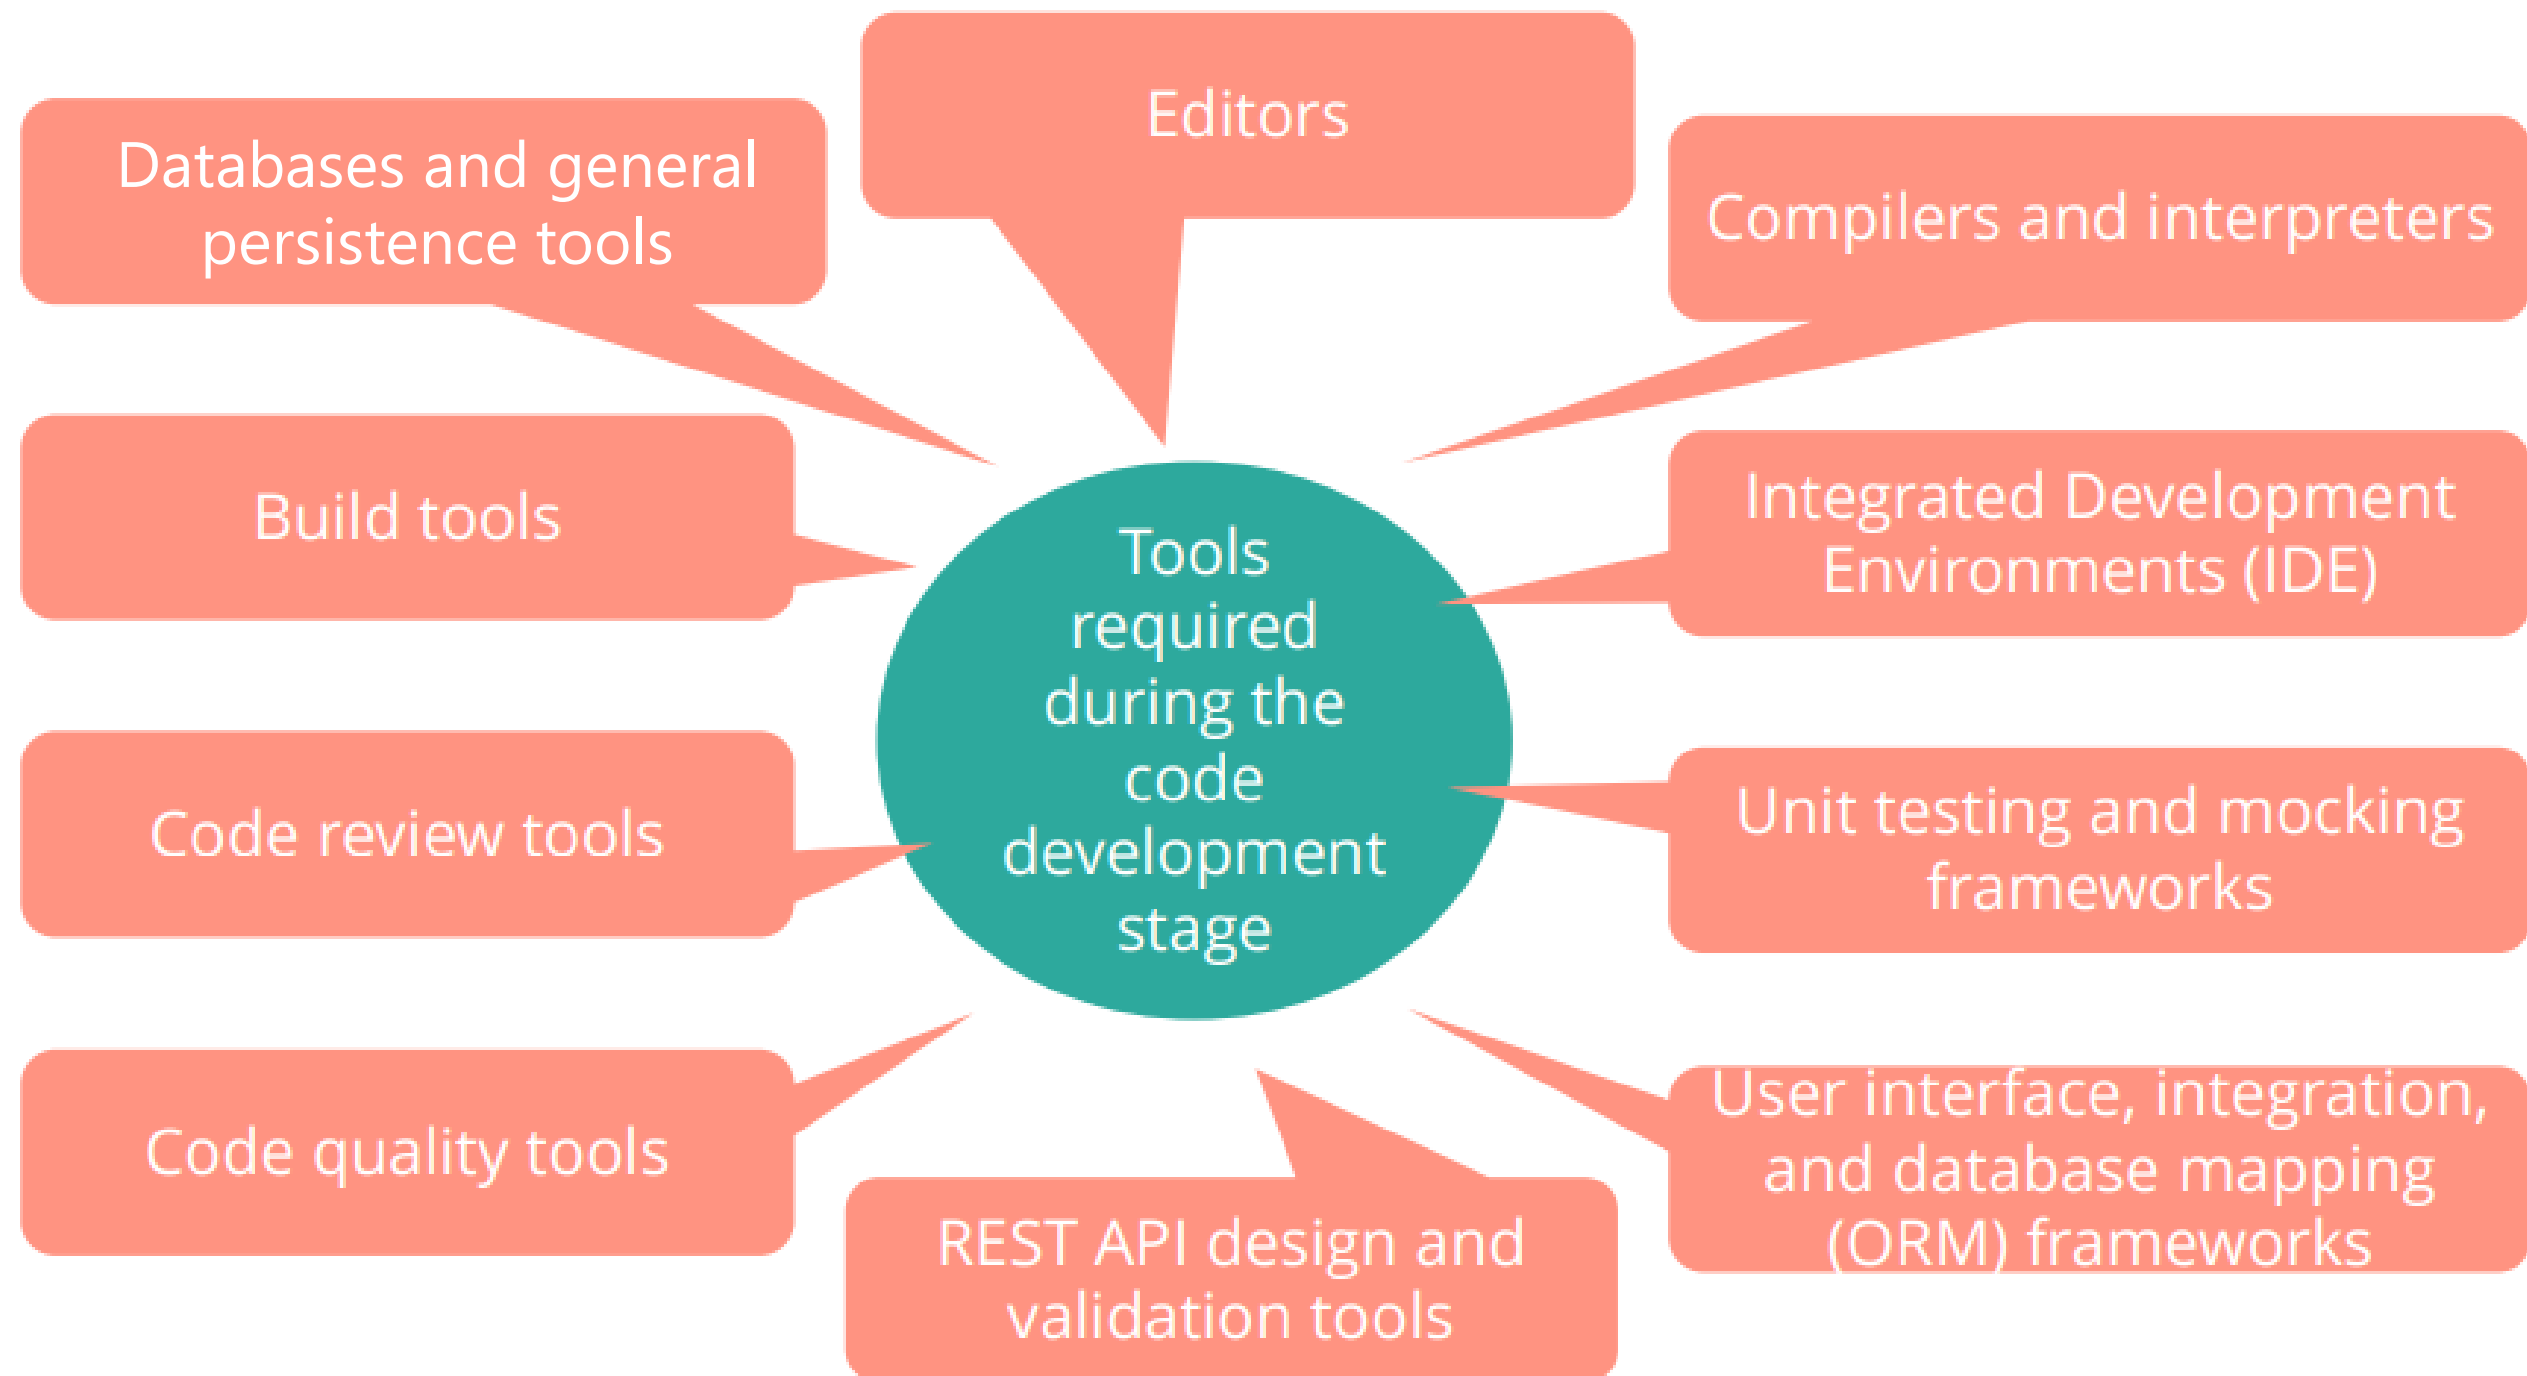 Editors
Databases and general
persistence tools
Compilers and interpreters
Build tools
Integrated Development
Environments (IDE)
Tools
required
during the
code
development
stage
Code review tools
Unit testing and mocking
frameworks
Code quality tools
User interface, integration,
and database mapping
(ORM) frameworks
REST API design and
validation tools